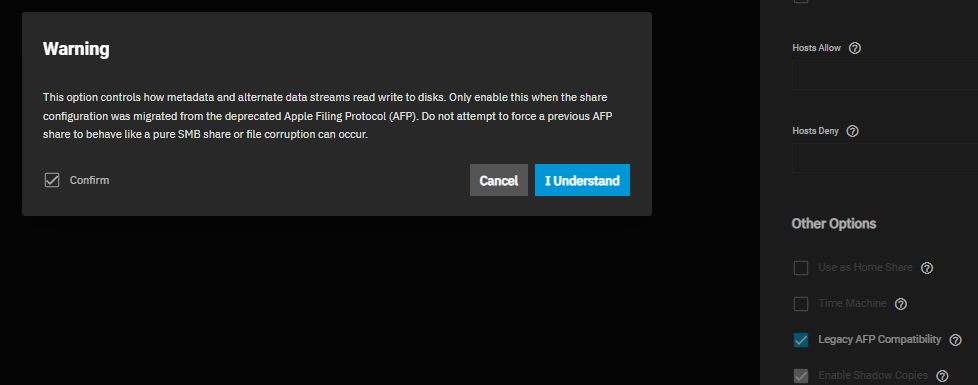 Warning
This option controls how metadata and alternate data streams read write to disks. Only enable this when the share
configuration was migrated from the deprecated Apple Filing Protocol (AFP). Do not attempt to force a previous AFP
share to behave like a pure SMB share or file corruption can occur.
Confirm
Cancel
I Understand
Hosts Allow
Hosts Deny
Other Options
Use as Home Share
Time Machine
Legacy AFP Compatibility
Enable Shadow Copies